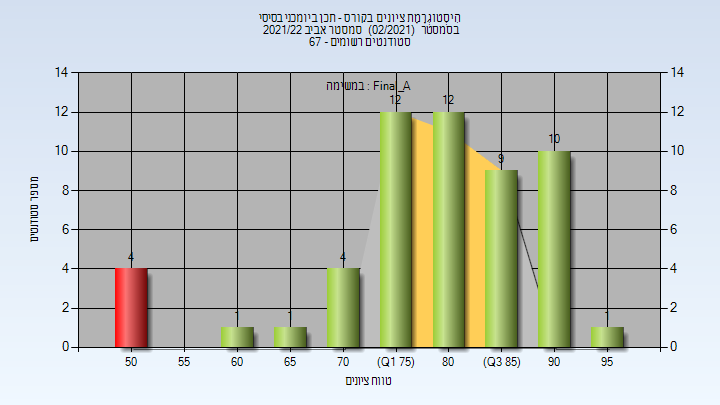 הִיסְטוֹגְרַמַת ציונים בקורס - תכן ביומכני בסיסי
בסמסטר (02/2021) סמסטר אביב 2021/22
סטודנטים רשומים - 67
במשימה : Final_A
מספר סטודנטים
14 14
12 12
10 10
8 8
6 6
4 4
2 2
0 0
4 1 1 4 12 12 9 10 1
50 55 60 65 70 (Q1 75) 80 (Q3 85) 90 95
טווח ציונים